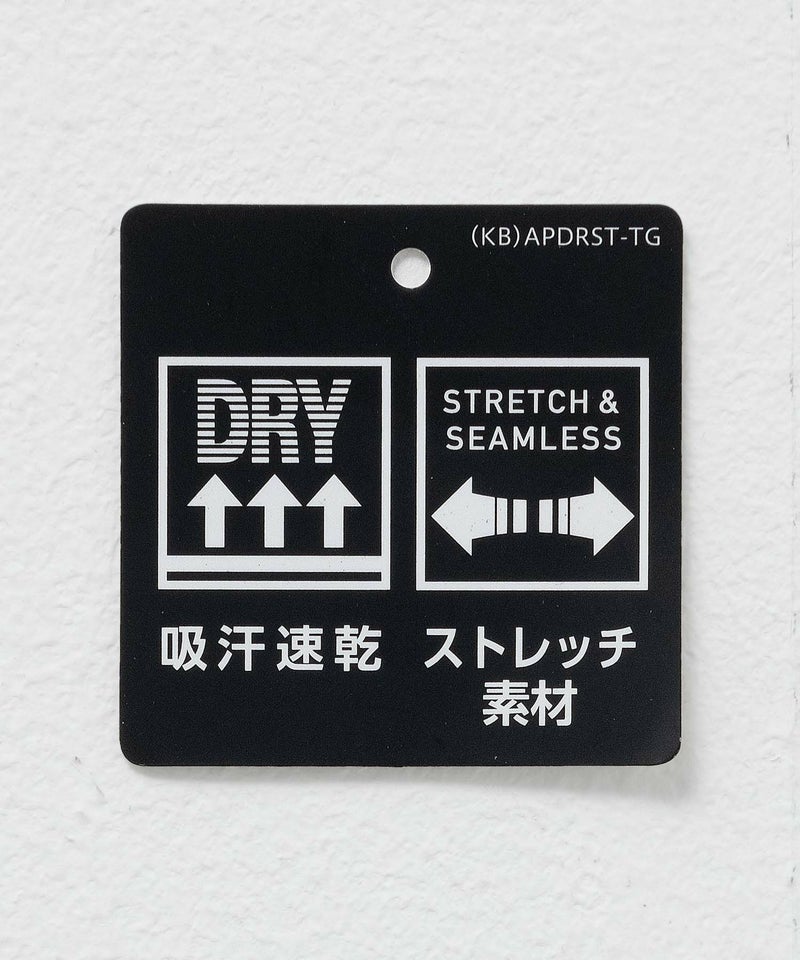 (KB)APDRST-TG
DRY
吸汗速乾
STRETCH &
SEAMLESS
ストレッチ
素材